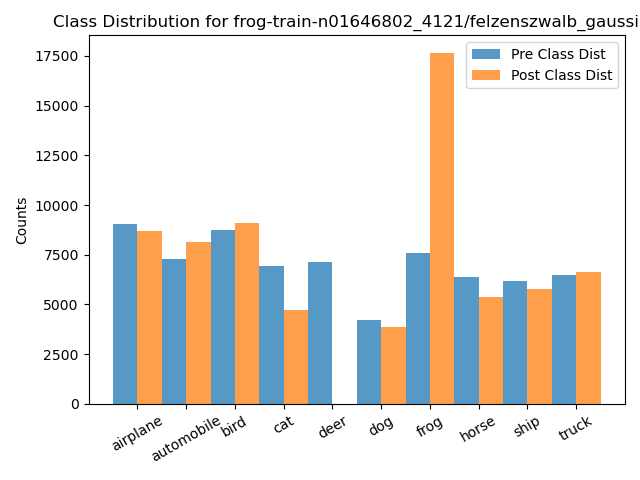 Class Distribution for frog-train-n01646802_4121/felzenszwalb_gaussi
Pre Class Dist
Post Class Dist
17500
15000
12500
10000
7500
5000
2500
0
Counts
airplane
automobile
bird
cat
deer
dog
frog
horse
ship
truck